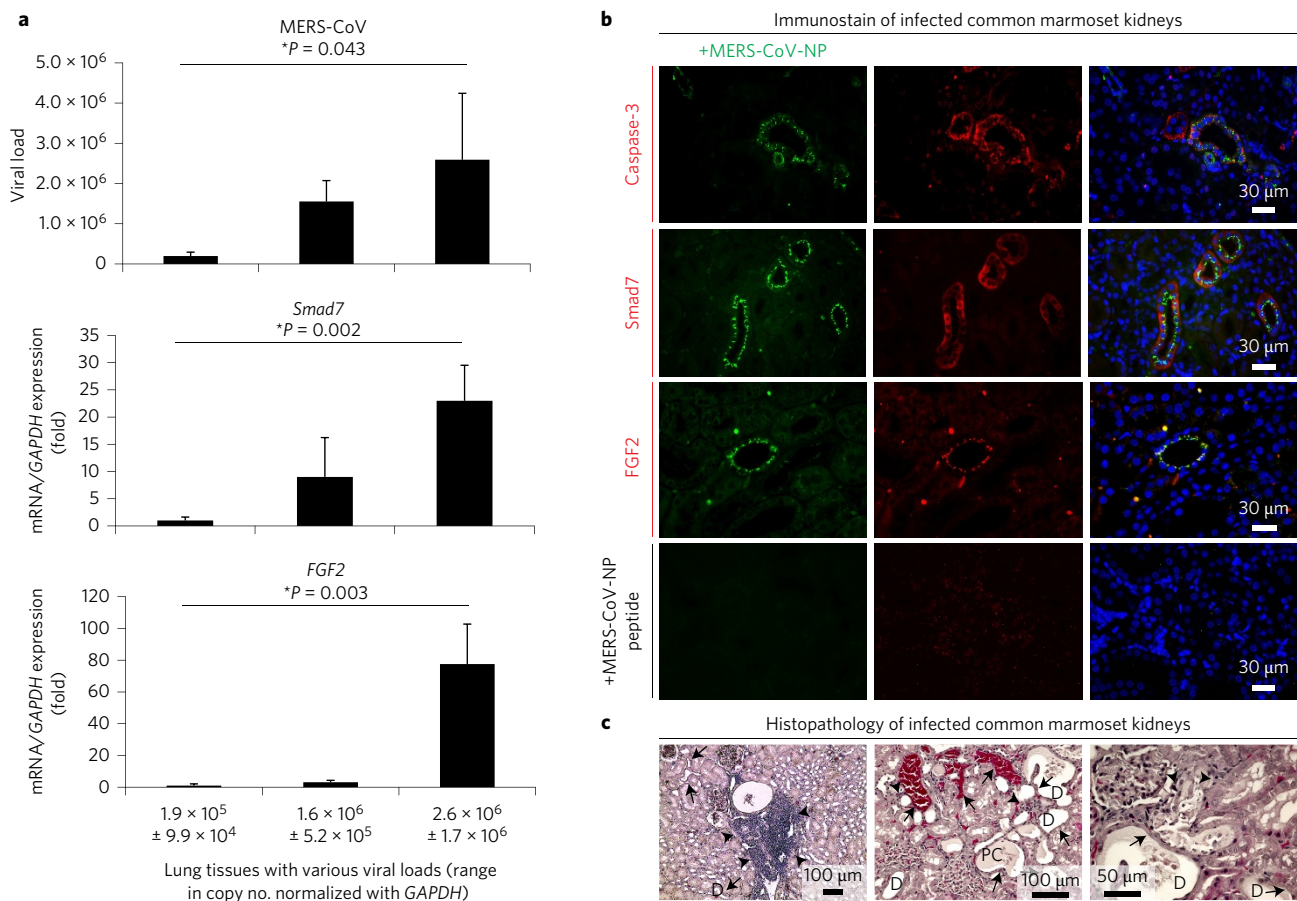 a
MERS-CoV
*P = 0.043
5.0 × 10⁶
4.0 × 10⁶
3.0 × 10⁶
2.0 × 10⁶
1.0 × 10⁶
0
Viral load
Smad7
*P = 0.002
35
30
25
20
15
10
5
0
mRNA/GAPDH expression
(fold)
FGF2
*P = 0.003
120
100
80
60
40
20
0
mRNA/GAPDH expression
(fold)
1.9 × 10⁵ 1.6 × 10⁶ 2.6 × 10⁶
± 9.9 × 10⁴ ± 5.2 × 10⁵ ± 1.7 × 10⁶
Lung tissues with various viral loads (range
in copy no. normalized with GAPDH)
b
Immunostain of infected common marmoset kidneys
+MERS-CoV-NP
Caspase-3
30 µm
Smad7
30 µm
FGF2
30 µm
+MERS-CoV-NP
peptide
30 µm
c
Histopathology of infected common marmoset kidneys
D
100 µm
D
D
PC
D
100 µm
50 µm
D
D